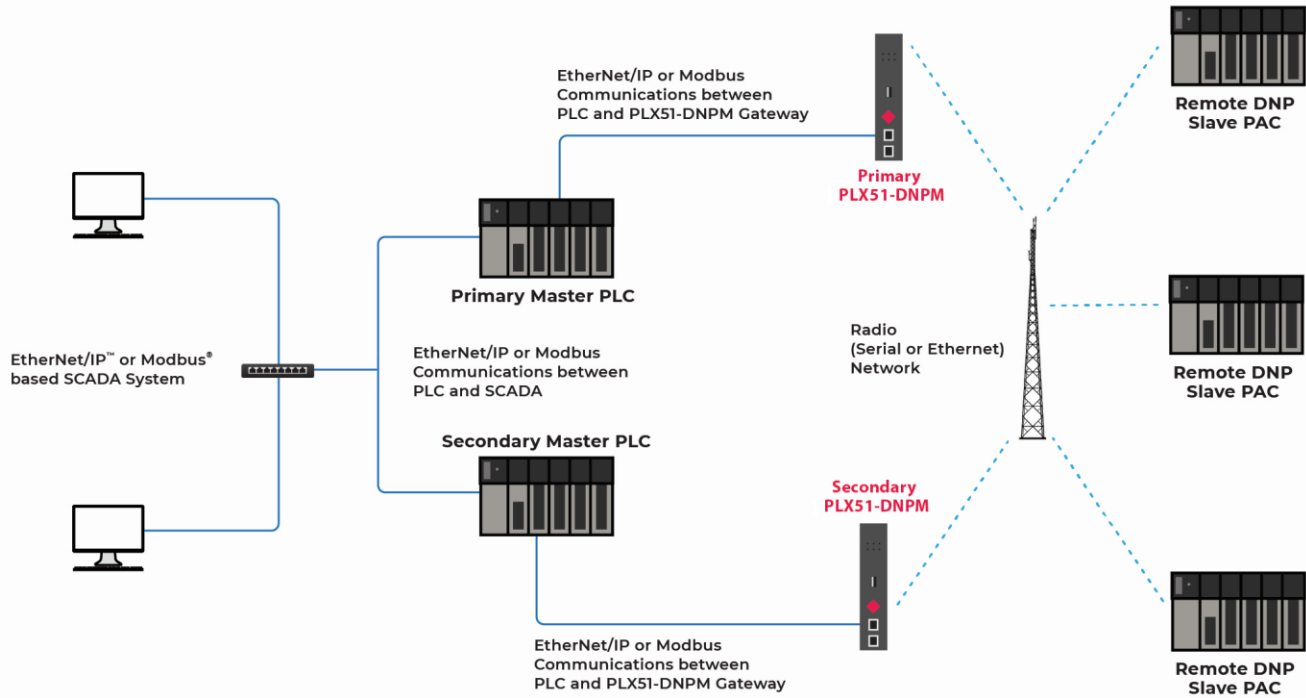 EtherNet/IP™ or Modbus®
based SCADA System
EtherNet/IP or Modbus
Communications between
PLC and PLX51-DNPM Gateway
Primary Master PLC
EtherNet/IP or Modbus
Communications between
PLC and SCADA
Secondary Master PLC
EtherNet/IP or Modbus
Communications between
PLC and PLX51-DNPM Gateway
Primary
PLX51-DNPM
Radio
(Serial or Ethernet)
Network
Secondary
PLX51-DNPM
Remote DNP
Slave PAC
Remote DNP
Slave PAC
Remote DNP
Slave PAC